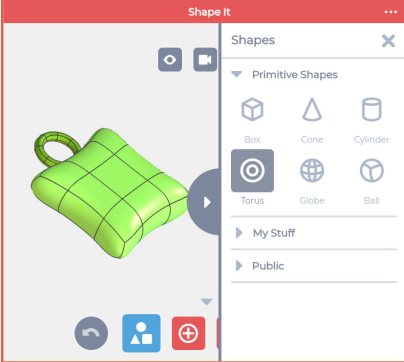 Shape It
Shapes
Primitive Shapes
Box Cone Cylinder
Torus Globe Ball
My Stuff
Public